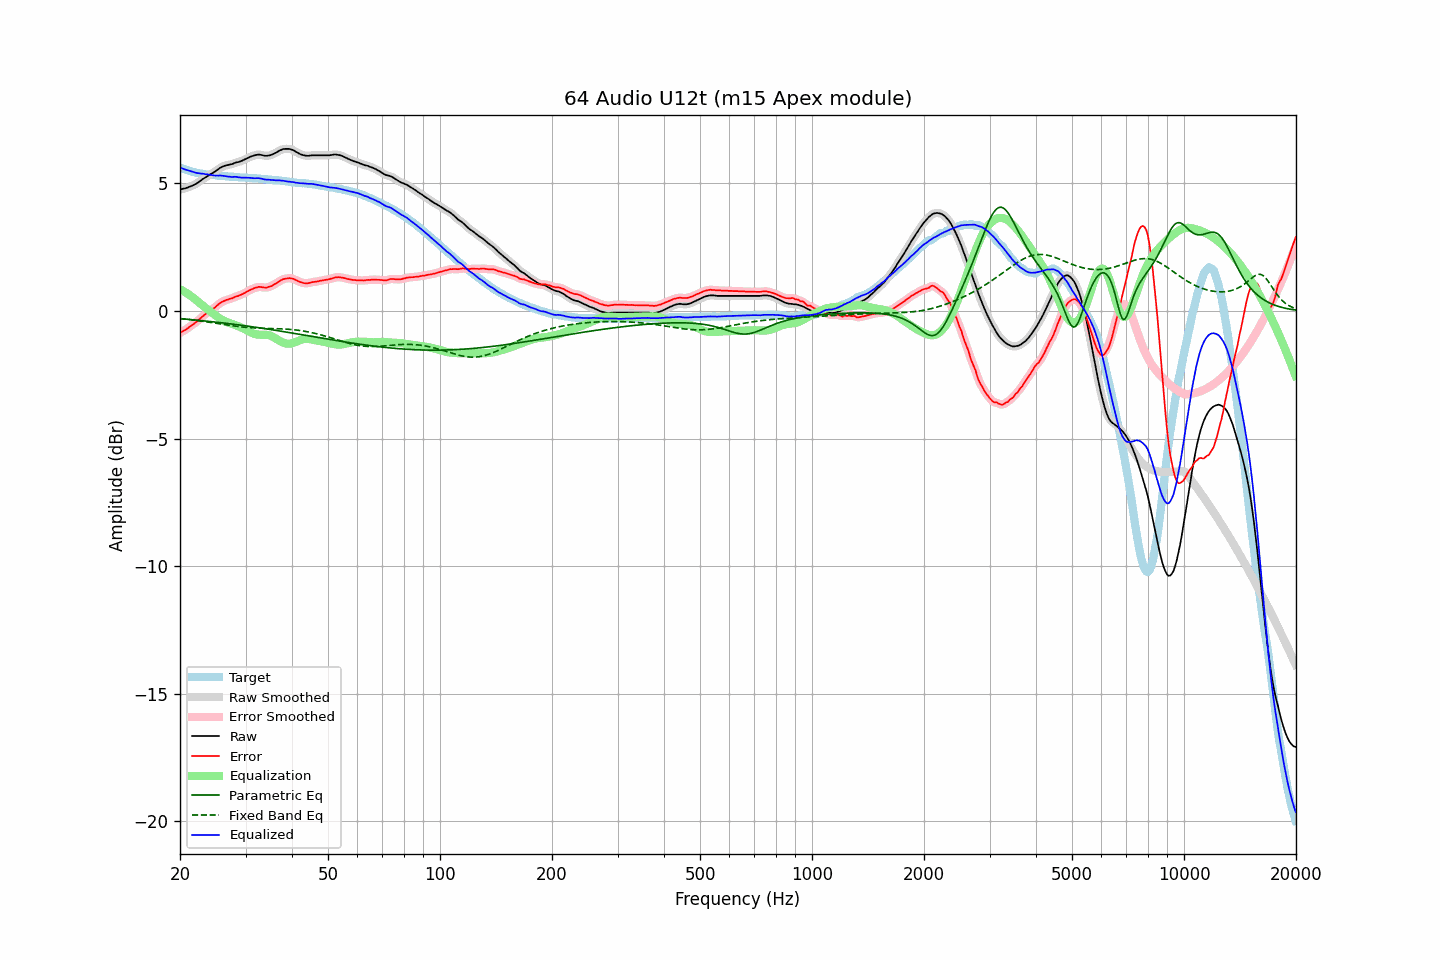 64 Audio U12t (m15 Apex module)
Amplitude (dBr)
5
0
−5
−10
−15
−20
Target
Raw Smoothed
Error Smoothed
Raw
Error
Equalization
Parametric Eq
Fixed Band Eq
Equalized
20 50 100 200 500 1000 2000 5000 10000 20000
Frequency (Hz)